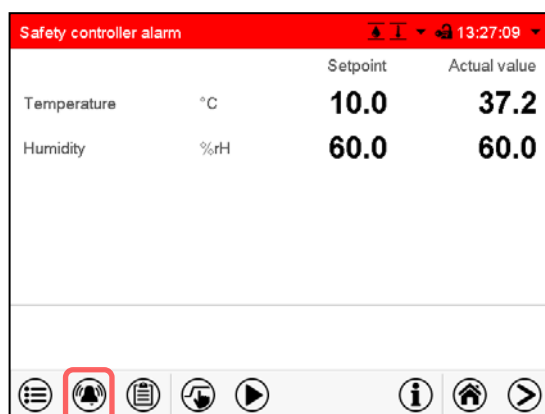 Safety controller alarm 13:27:09
Setpoint Actual value
Temperature °C 10.0 37.2
Humidity %rH 60.0 60.0